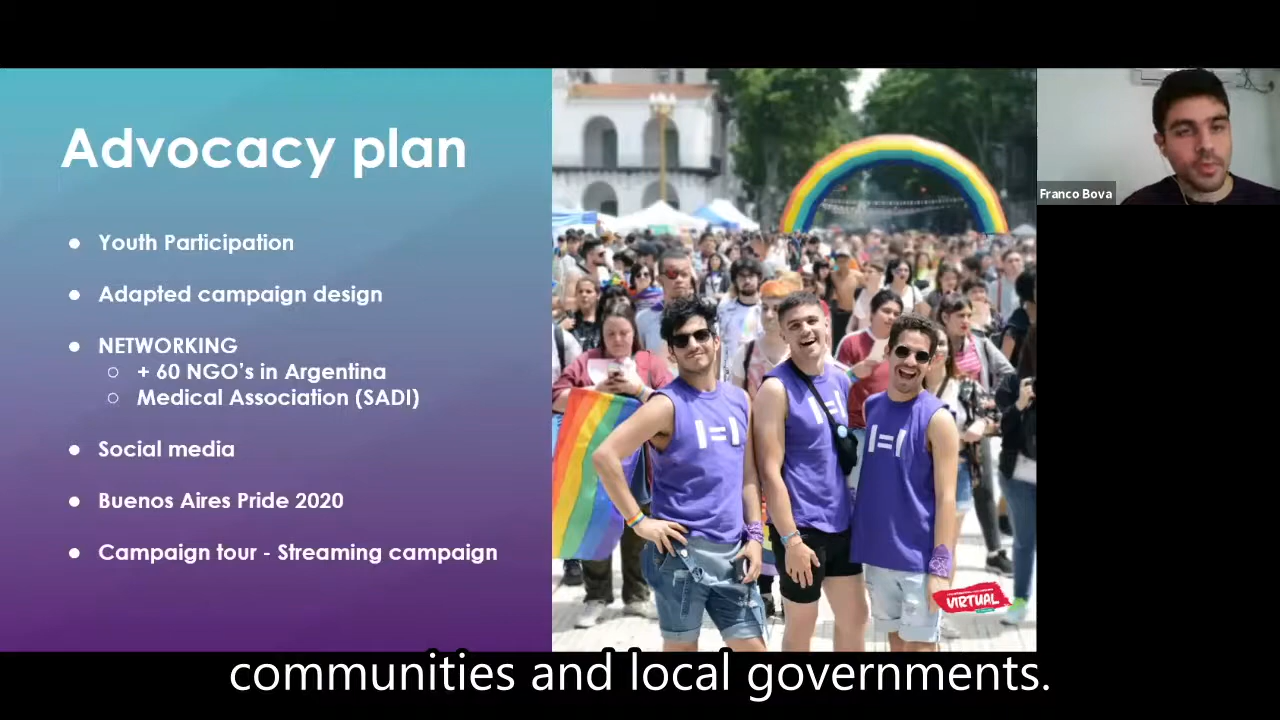 Advocacy plan
Franco Bova
● Youth Participation
● Adapted campaign design
● NETWORKING
○ + 60 NGO’s in Argentina
○ Medical Association (SADI)
● Social media
● Buenos Aires Pride 2020
● Campaign tour - Streaming campaign
I=I
I=I
I=I
VIRTUAL
communities and local governments.